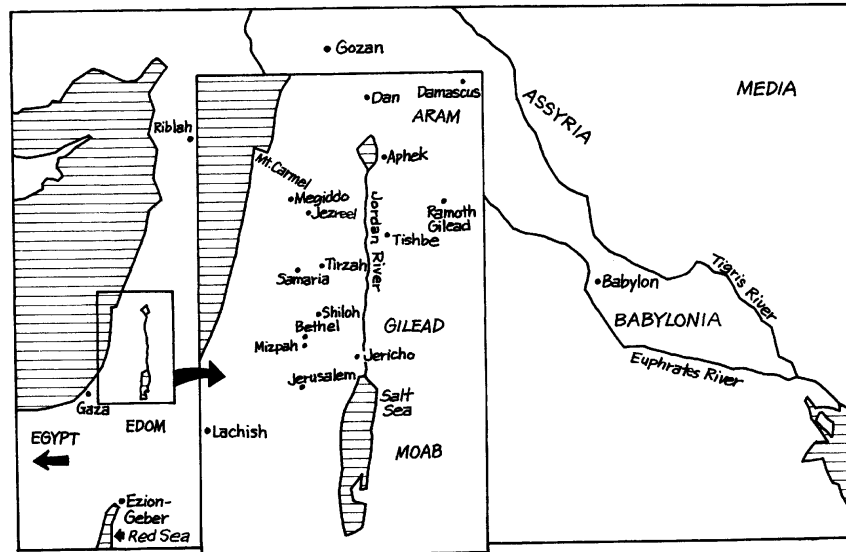 Gozan
MEDIA
ASSYRIA
Riblah
Damascus
Dan
ARAM
Aphek
Mt. Carmel
Megiddo
Jezreel
Jordan River
Ramoth
Gilead
Tishbe
Tirzah
Samaria
Shiloh
Bethel
GILEAD
Mizpah
Jericho
Jerusalem
Salt
Sea
Lachish
MOAB
Babylon
Tigris River
BABYLONIA
Euphrates River
Gaza
EDOM
EGYPT
Ezion-
Geber
Red Sea